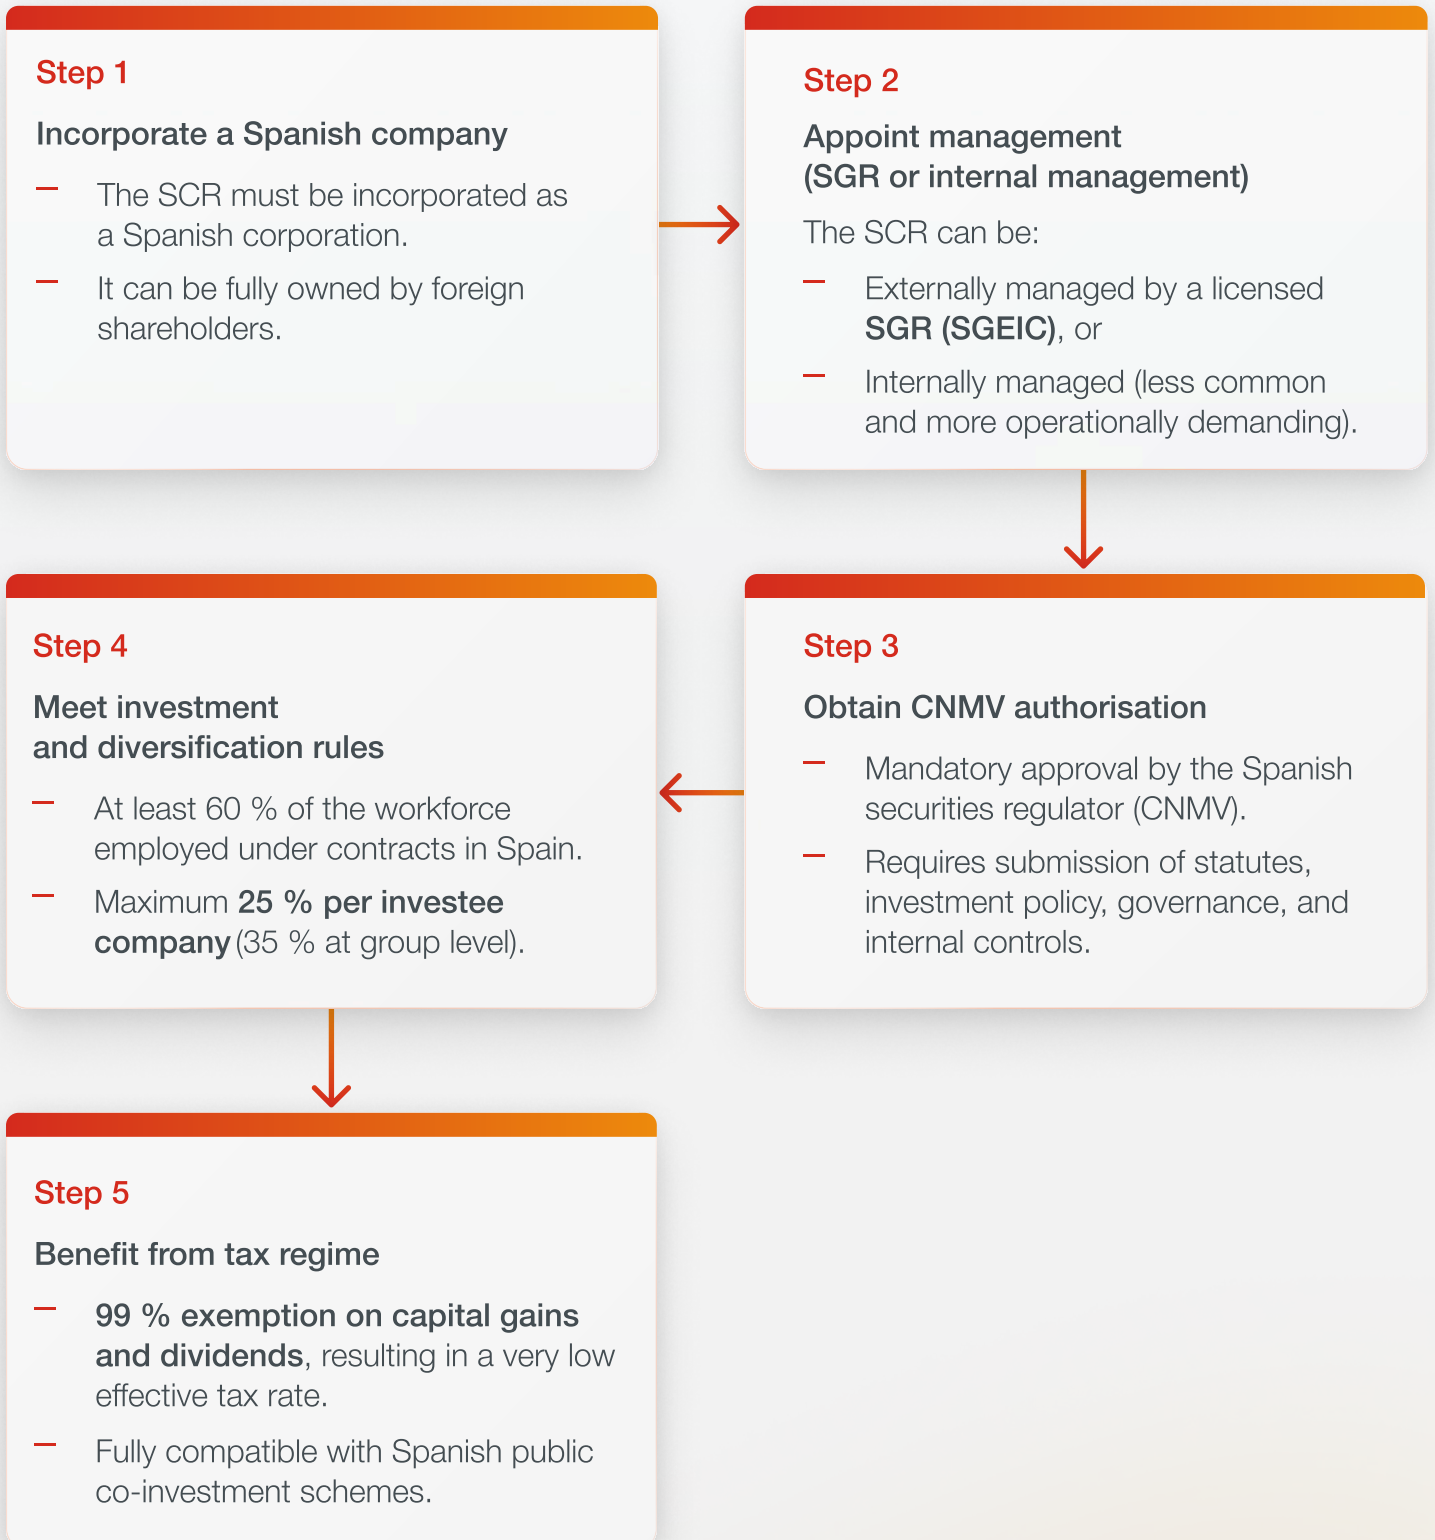 Step 1
Incorporate a Spanish company
– The SCR must be incorporated as
a Spanish corporation.
– It can be fully owned by foreign
shareholders.
Step 2
Appoint management
(SGR or internal management)
The SCR can be:
– Externally managed by a licensed
SGR (SGEIC), or
– Internally managed (less common
and more operationally demanding).
Step 3
Obtain CNMV authorisation
– Mandatory approval by the Spanish
securities regulator (CNMV).
– Requires submission of statutes,
investment policy, governance, and
internal controls.
Step 4
Meet investment
and diversification rules
– At least 60 % of the workforce
employed under contracts in Spain.
– Maximum 25 % per investee
company (35 % at group level).
Step 5
Benefit from tax regime
– 99 % exemption on capital gains
and dividends, resulting in a very low
effective tax rate.
– Fully compatible with Spanish public
co-investment schemes.